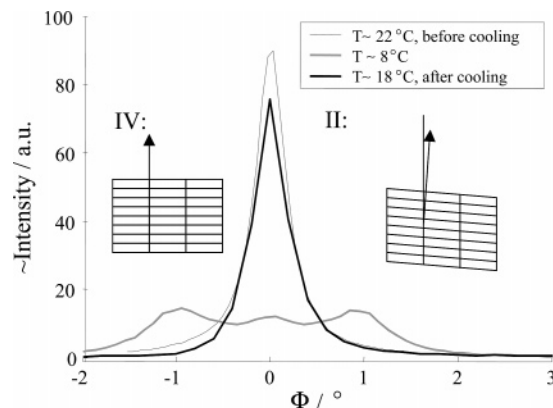 100
T~ 22 °C, before cooling
T ~ 8°C
T~ 18 °C, after cooling
80
IV:
II:
60
40
20
0
~Intensity / a.u.
-2 -1 0 1 2 3
Φ / °